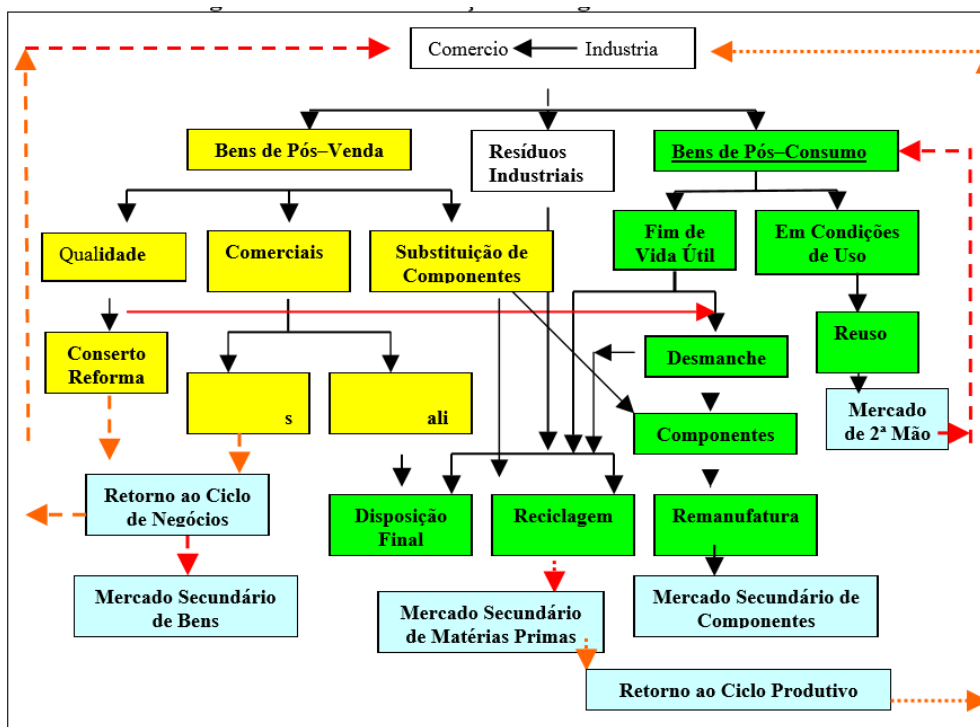 Comercio Industria
Bens de Pós–Venda
Resíduos
Industriais
Bens de Pós–Consumo
Qualidade
Comerciais
Substituição de
Componentes
Fim de
Vida Útil
Em Condições
de Uso
Conserto
Reforma
s
ali
Desmanche
Reuso
Componentes
Mercado
de 2ª Mão
Retorno ao Ciclo
de Negócios
Disposição
Final
Reciclagem
Remanufatura
Mercado Secundário
de Bens
Mercado Secundário
de Matérias Primas
Mercado Secundário de
Componentes
Retorno ao Ciclo Produtivo